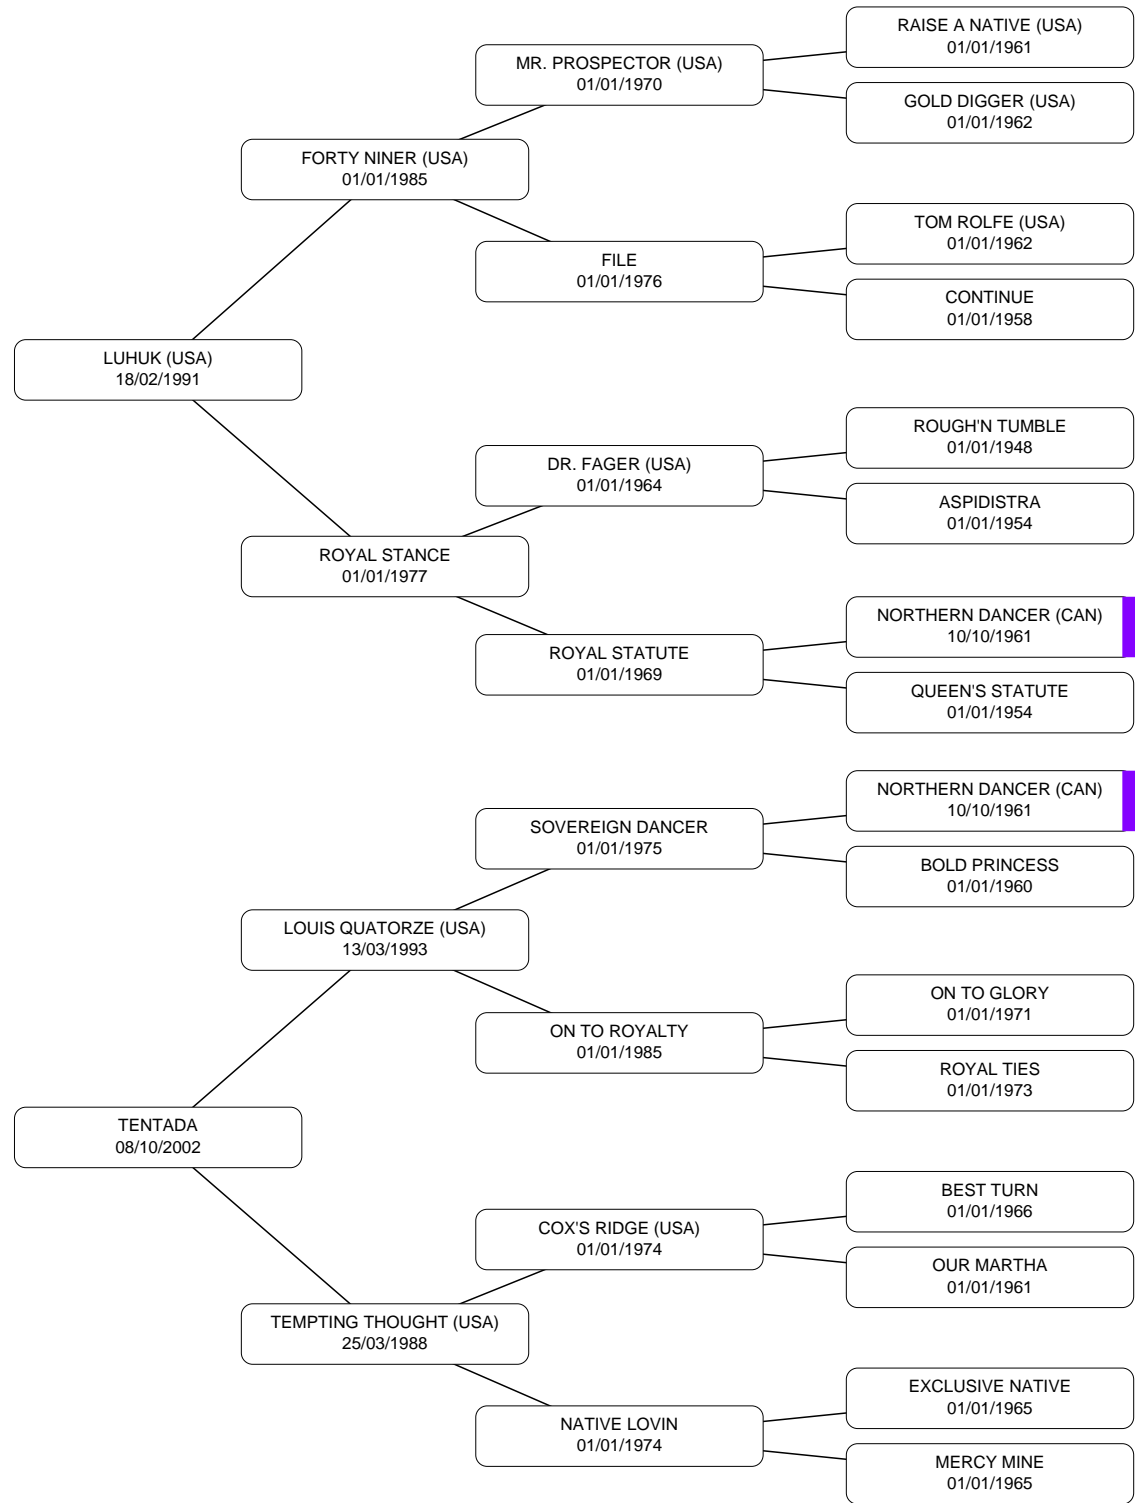 RAISE A NATIVE (USA)
01/01/1961
MR. PROSPECTOR (USA)
01/01/1970
GOLD DIGGER (USA)
01/01/1962
FORTY NINER (USA)
01/01/1985
TOM ROLFE (USA)
01/01/1962
FILE
01/01/1976
CONTINUE
01/01/1958
LUHUK (USA)
18/02/1991
ROUGH'N TUMBLE
01/01/1948
DR. FAGER (USA)
01/01/1964
ASPIDISTRA
01/01/1954
ROYAL STANCE
01/01/1977
NORTHERN DANCER (CAN)
10/10/1961
ROYAL STATUTE
01/01/1969
QUEEN'S STATUTE
01/01/1954
NORTHERN DANCER (CAN)
10/10/1961
SOVEREIGN DANCER
01/01/1975
BOLD PRINCESS
01/01/1960
LOUIS QUATORZE (USA)
13/03/1993
ON TO GLORY
01/01/1971
ON TO ROYALTY
01/01/1985
ROYAL TIES
01/01/1973
TENTADA
08/10/2002
BEST TURN
01/01/1966
COX'S RIDGE (USA)
01/01/1974
OUR MARTHA
01/01/1961
TEMPTING THOUGHT (USA)
25/03/1988
EXCLUSIVE NATIVE
01/01/1965
NATIVE LOVIN
01/01/1974
MERCY MINE
01/01/1965